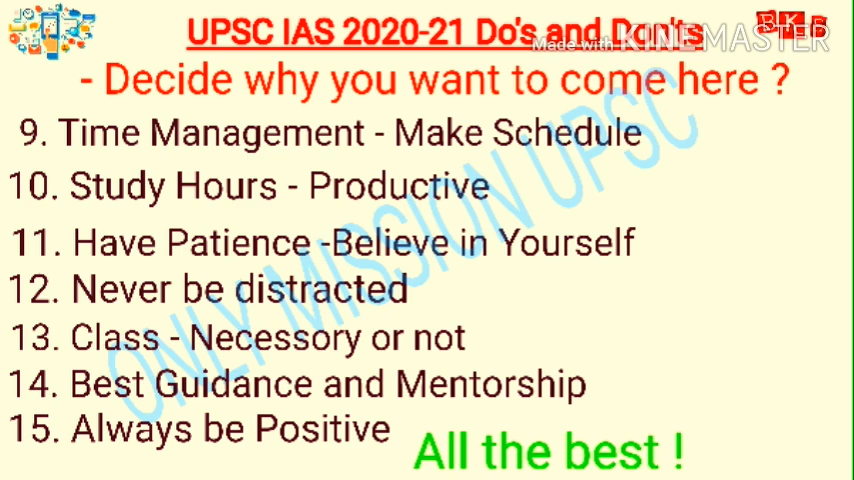 UPSC IAS 2020-21 Do's and Don'ts
BKS
Made with KINEMASTER
- Decide why you want to come here ?
9. Time Management - Make Schedule
10. Study Hours - Productive
11. Have Patience -Believe in Yourself
12. Never be distracted
13. Class - Necessory or not
14. Best Guidance and Mentorship
15. Always be Positive
All the best !
ONLY MISSION UPSC